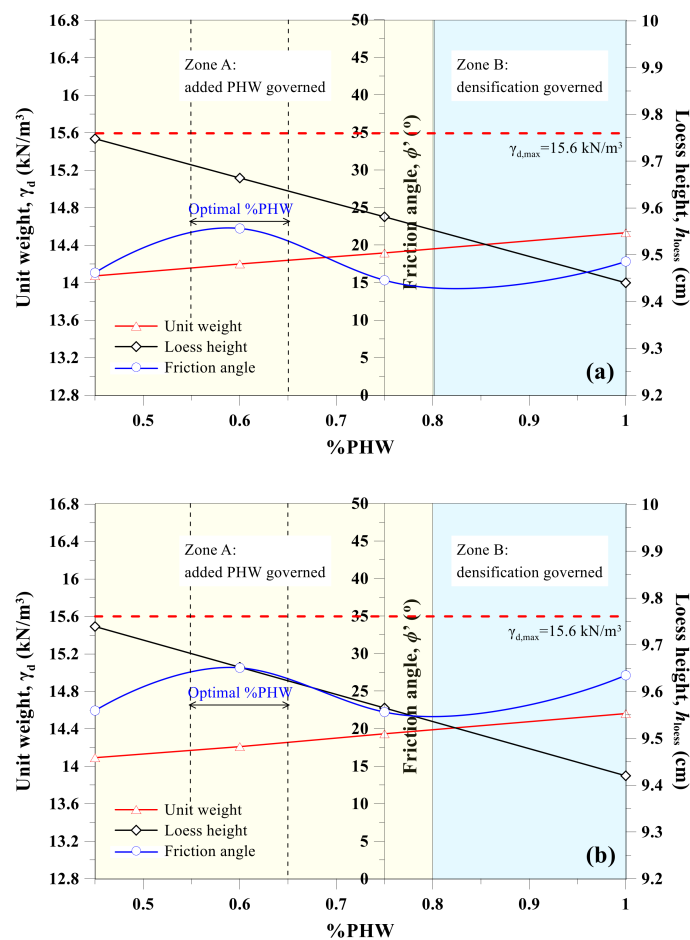 Unit weight, γd (kN/m³)
16.8
16.4
16
15.6
15.2
14.8
14.4
14
13.6
13.2
12.8
Zone A:
added PHW governed
Zone B:
densification governed
γd,max=15.6 kN/m³
Optimal %PHW
Unit weight
Loess height
Friction angle
50
45
40
35
30
25
20
15
10
5
0
Friction angle, ϕ’ (º)
10
9.9
9.8
9.7
9.6
9.5
9.4
9.3
9.2
Loess height, hloess (cm)
(a)
0.5 0.6 0.7 0.8 0.9 1
%PHW
Unit weight, γd (kN/m³)
16.8
16.4
16
15.6
15.2
14.8
14.4
14
13.6
13.2
12.8
Zone A:
added PHW governed
Zone B:
densification governed
γd,max=15.6 kN/m³
Optimal %PHW
Unit weight
Loess height
Friction angle
50
45
40
35
30
25
20
15
10
5
0
Friction angle, ϕ’ (º)
10
9.9
9.8
9.7
9.6
9.5
9.4
9.3
9.2
Loess height, hloess (cm)
(b)
0.5 0.6 0.7 0.8 0.9 1
%PHW